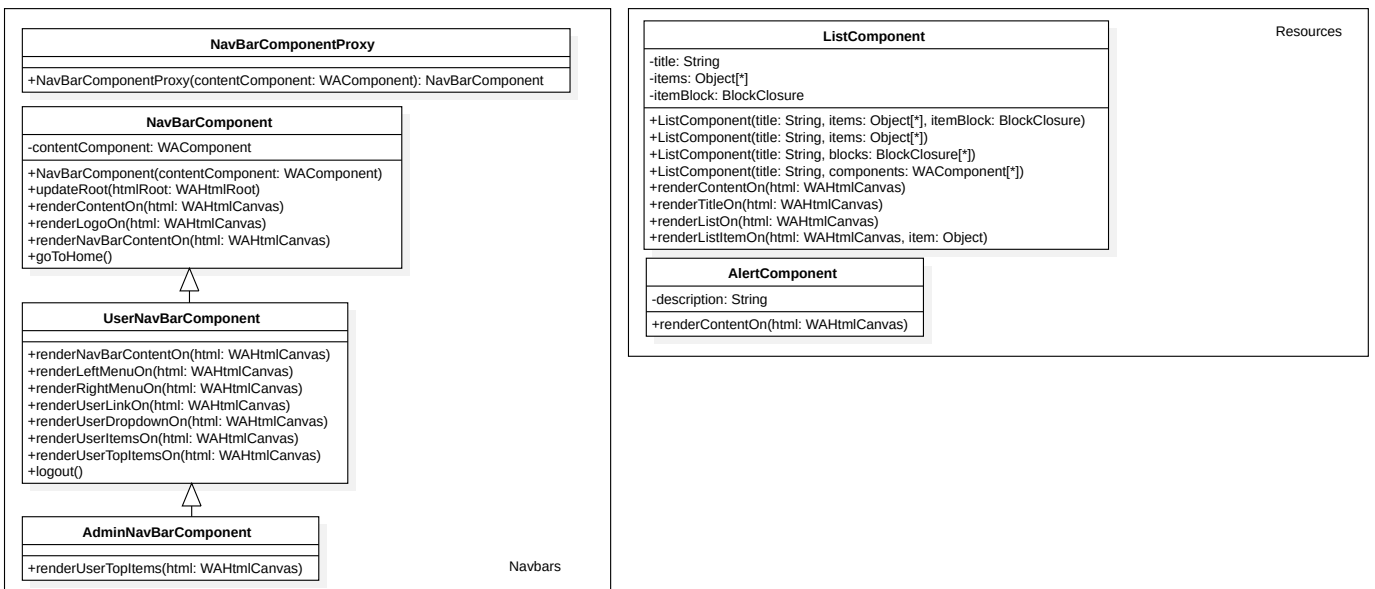 NavBarComponentProxy
+NavBarComponentProxy(contentComponent: WAComponent): NavBarComponent
NavBarComponent
-contentComponent: WAComponent
+NavBarComponent(contentComponent: WAComponent)
+updateRoot(htmlRoot: WAHtmlRoot)
+renderContentOn(html: WAHtmlCanvas)
+renderLogoOn(html: WAHtmlCanvas)
+renderNavBarContentOn(html: WAHtmlCanvas)
+goToHome()
UserNavBarComponent
+renderNavBarContentOn(html: WAHtmlCanvas)
+renderLeftMenuOn(html: WAHtmlCanvas)
+renderRightMenuOn(html: WAHtmlCanvas)
+renderUserLinkOn(html: WAHtmlCanvas)
+renderUserDropdownOn(html: WAHtmlCanvas)
+renderUserItemsOn(html: WAHtmlCanvas)
+renderUserTopItemsOn(html: WAHtmlCanvas)
+logout()
AdminNavBarComponent
+renderUserTopItems(html: WAHtmlCanvas)
Navbars
Resources
ListComponent
-title: String
-items: Object[*]
-itemBlock: BlockClosure
+ListComponent(title: String, items: Object[*], itemBlock: BlockClosure)
+ListComponent(title: String, items: Object[*])
+ListComponent(title: String, blocks: BlockClosure[*])
+ListComponent(title: String, components: WAComponent[*])
+renderContentOn(html: WAHtmlCanvas)
+renderTitleOn(html: WAHtmlCanvas)
+renderListOn(html: WAHtmlCanvas)
+renderListItemOn(html: WAHtmlCanvas, item: Object)
AlertComponent
-description: String
+renderContentOn(html: WAHtmlCanvas)